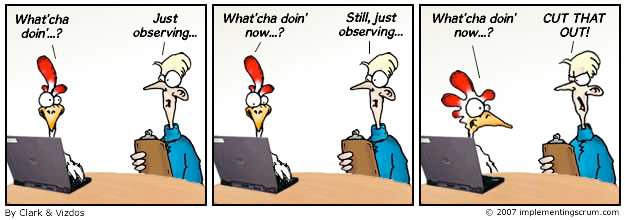 What'cha
doin'...?
Just
observing...
What'cha doin'
now...?
Still, just
observing...
What'cha doin'
now...?
CUT THAT
OUT!
By Clark & Vizdos
© 2007 implementingscrum.com